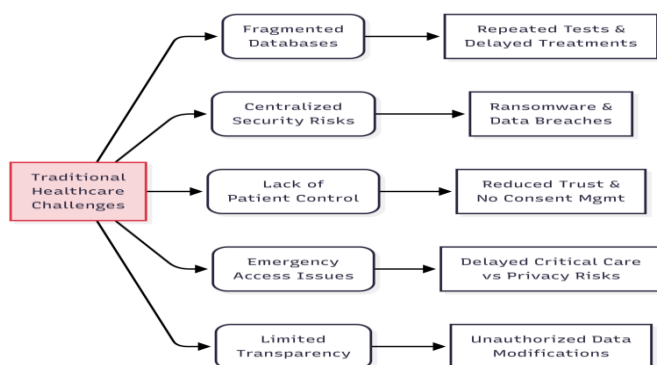 Fragmented
Databases
Repeated Tests &
Delayed Treatments
Centralized
Security Risks
Ransomware &
Data Breaches
Traditional
Healthcare
Challenges
Lack of
Patient Control
Reduced Trust &
No Consent Mgmt
Emergency
Access Issues
Delayed Critical Care
vs Privacy Risks
Limited
Transparency
Unauthorized Data
Modifications